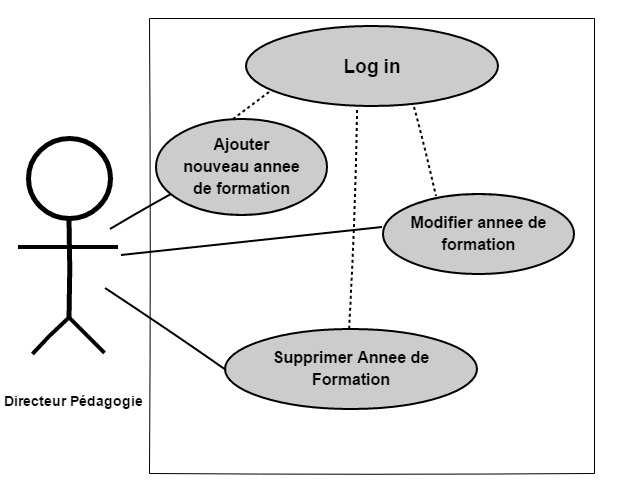 Log in
Ajouter
nouveau annee
de formation
Modifier annee de
formation
Supprimer Annee de
Formation
Directeur Pédagogie